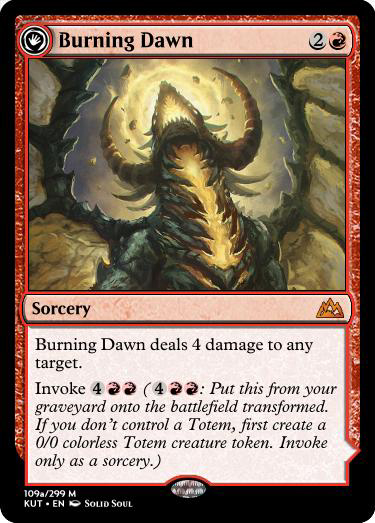 Burning Dawn 2
Sorcery
Burning Dawn deals 4 damage to any
target.
Invoke 4 ( 4 : Put this from your
graveyard onto the battlefield transformed.
If you don't control a Totem, first create a
0/0 colorless Totem creature token. Invoke
only as a sorcery.)
109a/299 M
KUT • EN Solid Soul